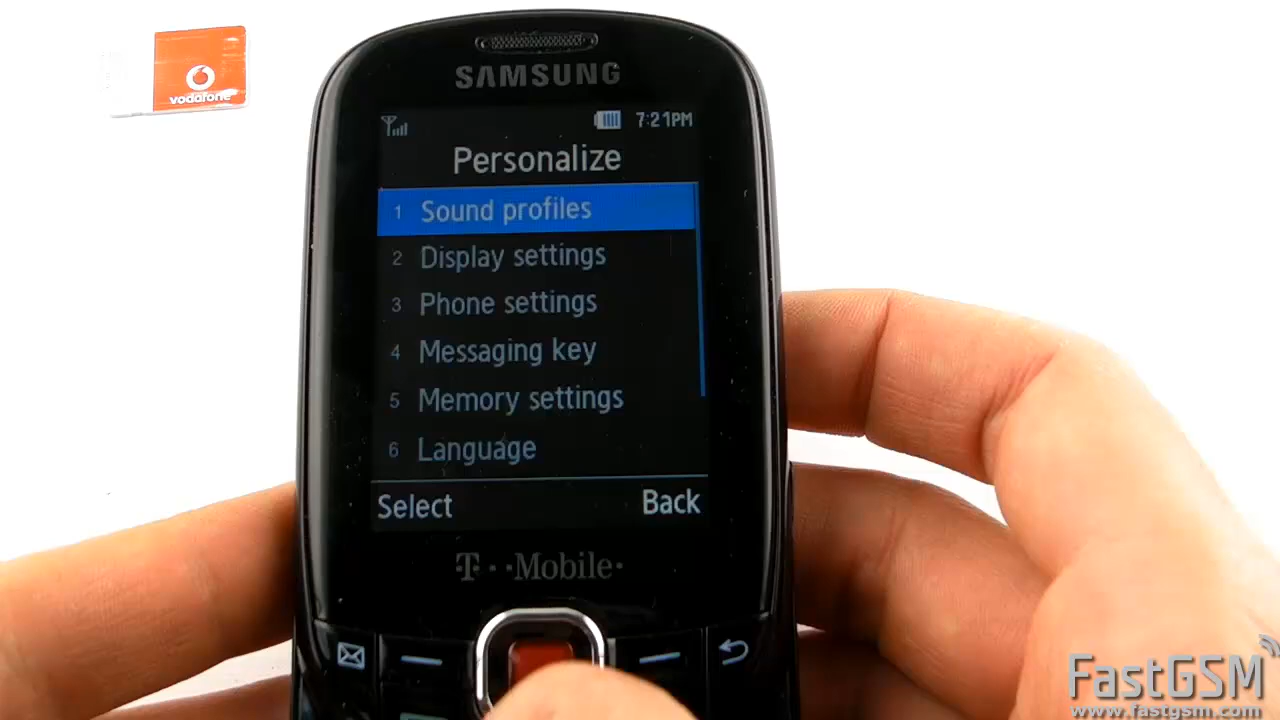 vodafone
SAMSUNG
7:21PM
Personalize
1 Sound profiles
2 Display settings
3 Phone settings
4 Messaging key
5 Memory settings
6 Language
Select Back
T··Mobile·
FastGSM
www.fastgsm.com